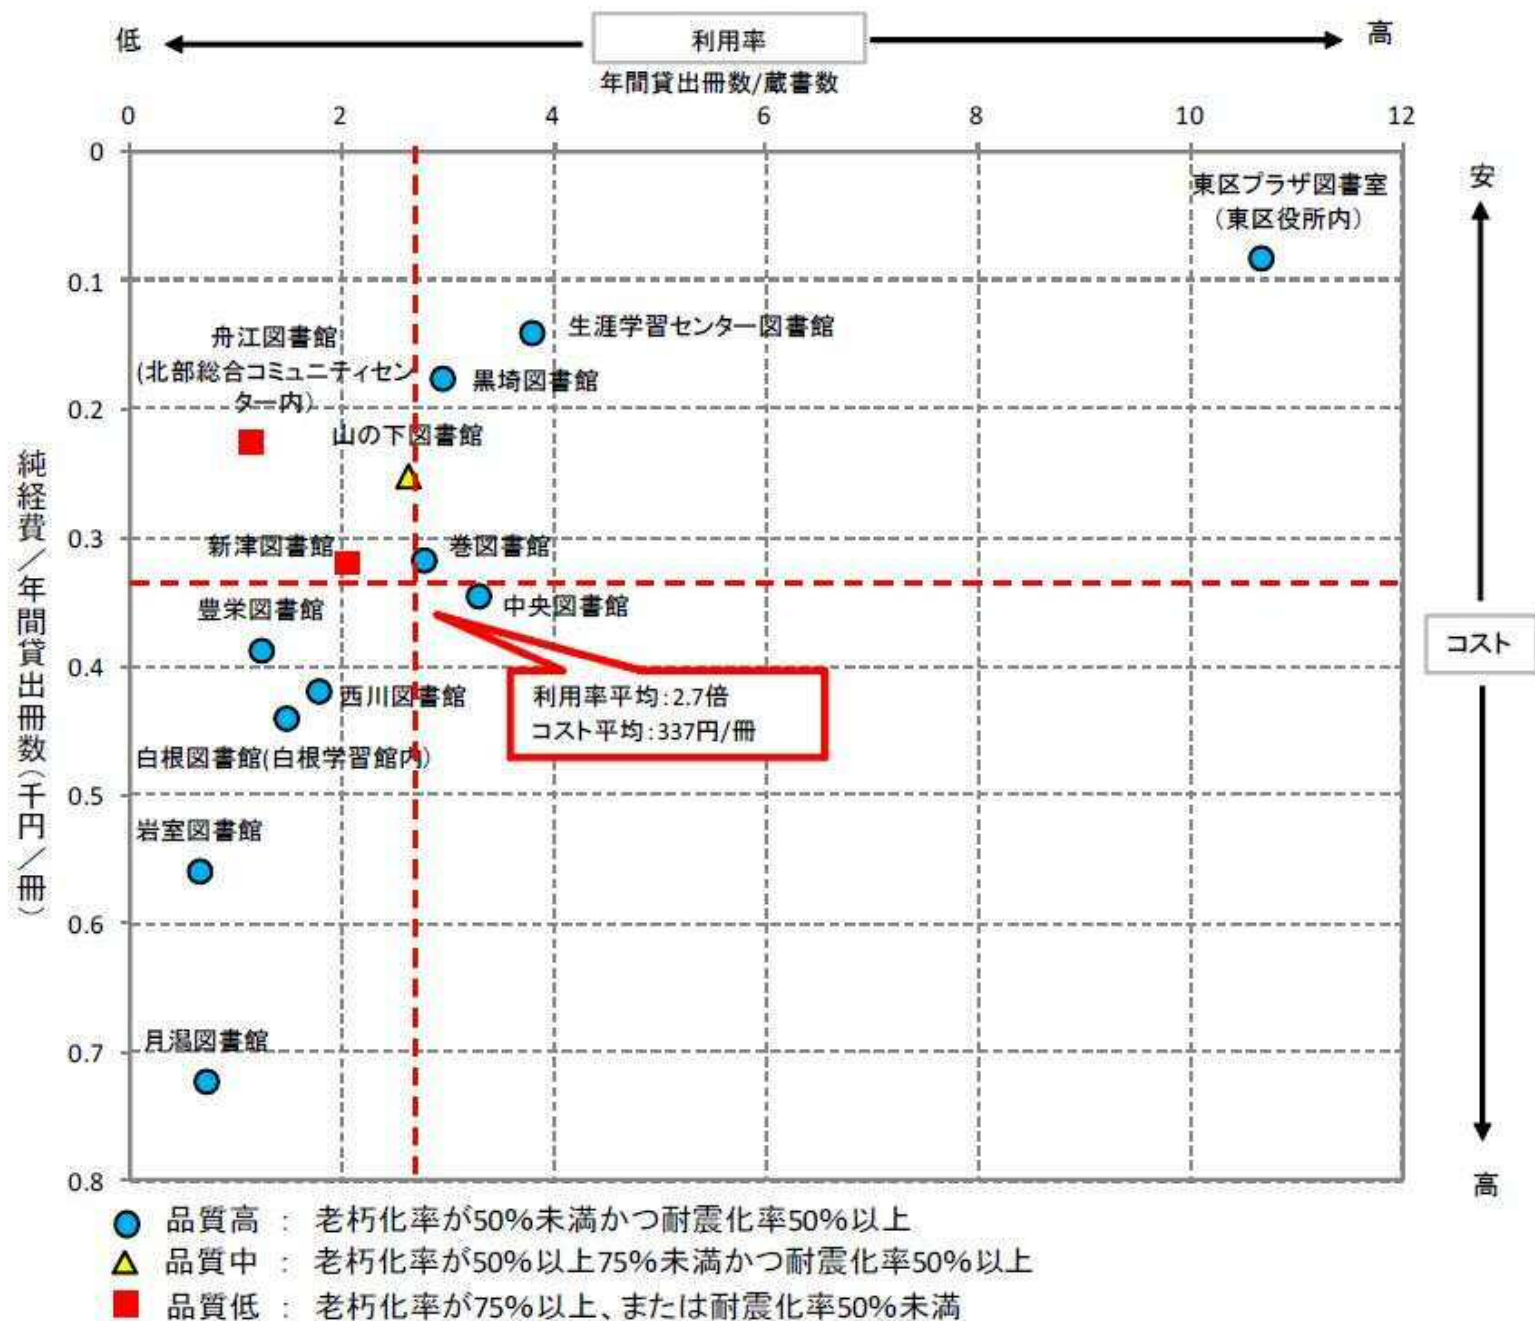 低
利用率
高
年間貸出冊数/蔵書数
0 2 4 6 8 10 12
0
0.1
0.2
0.3
0.4
0.5
0.6
0.7
0.8
純経費/年間貸出冊数(千円/冊)
安
コスト
高
東区プラザ図書室
(東区役所内)
生涯学習センター図書館
舟江図書館
(北部総合コミュニティセン
ター内)
黒埼図書館
山の下図書館
新津図書館
巻図書館
豊栄図書館
中央図書館
西川図書館
利用率平均:2.7倍
コスト平均:337円/冊
白根図書館(白根学習館内)
岩室図書館
月潟図書館
品質高 : 老朽化率が50%未満かつ耐震化率50%以上
品質中 : 老朽化率が50%以上75%未満かつ耐震化率50%以上
品質低 : 老朽化率が75%以上、または耐震化率50%未満